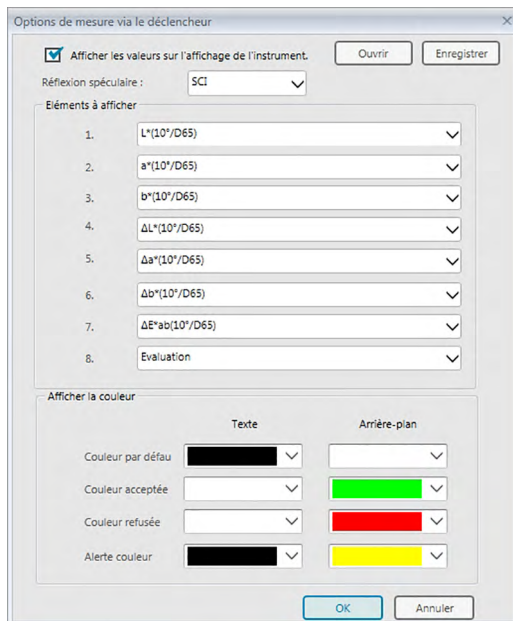 Options de mesure via le déclencheur
Afficher les valeurs sur l'affichage de l'instrument.
Ouvrir
Enregistrer
Réflexion spéculaire :
SCI
Eléments à afficher
1. L*(10°/D65)
2. a*(10°/D65)
3. b*(10°/D65)
4. ΔL*(10°/D65)
5. Δa*(10°/D65)
6. Δb*(10°/D65)
7. ΔE*ab(10°/D65)
8. Evaluation
Afficher la couleur
Texte Arrière-plan
Couleur par défau
Couleur acceptée
Couleur refusée
Alerte couleur
OK Annuler